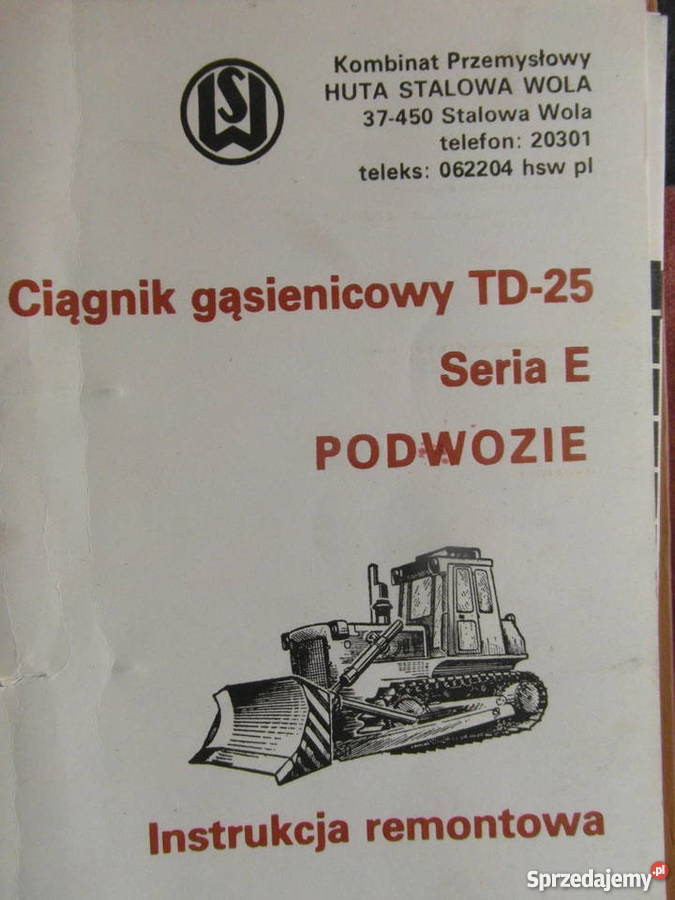 SW
Kombinat Przemysłowy
HUTA STALOWA WOLA
37-450 Stalowa Wola
telefon: 20301
teleks: 062204 hsw pl
Ciągnik gąsienicowy TD-25
Seria E
PODWOZIE
Instrukcja remontowa
Sprzedajemy.pl